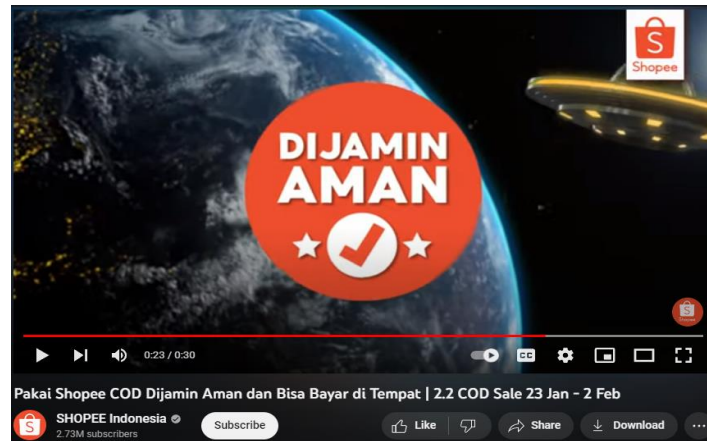 Shopee
DIJAMIN
AMAN
0:23 / 0:30
CC
Pakai Shopee COD Dijamin Aman dan Bisa Bayar di Tempat | 2.2 COD Sale 23 Jan - 2 Feb
SHOPEE Indonesia
2.73M subscribers
Subscribe
Like
Share
Download